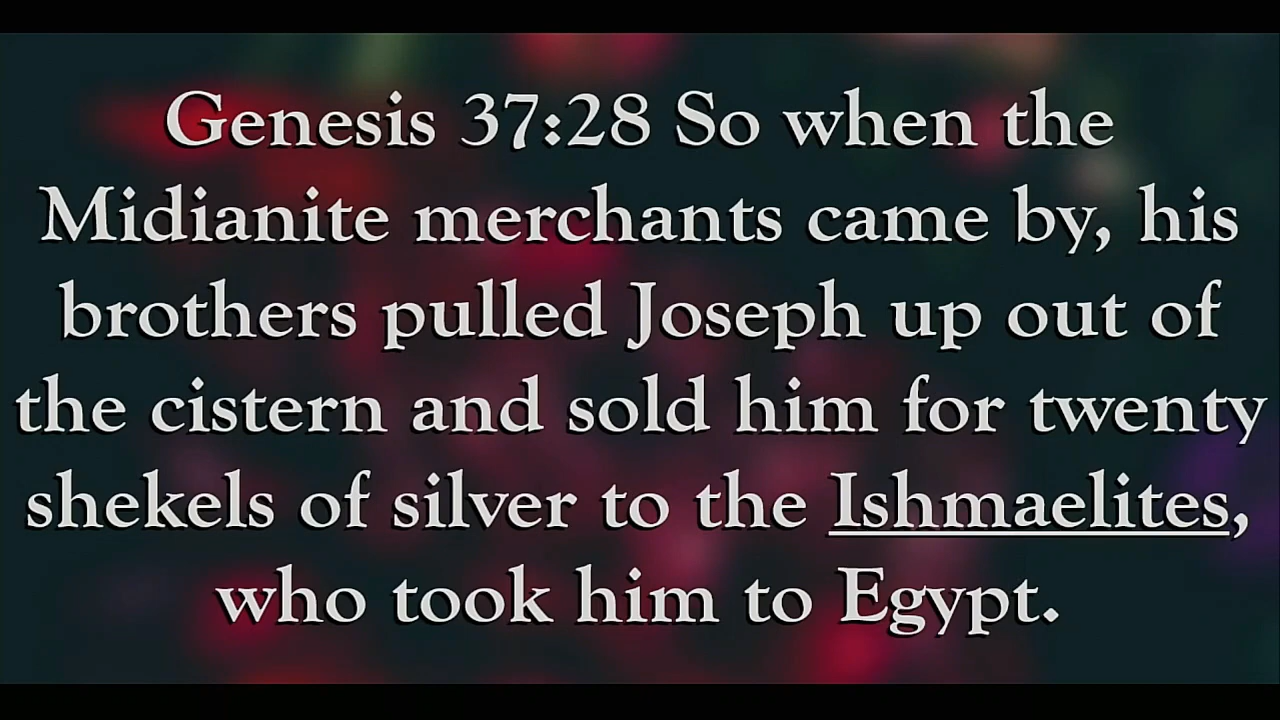 Genesis 37:28 So when the
Midianite merchants came by, his
brothers pulled Joseph up out of
the cistern and sold him for twenty
shekels of silver to the Ishmaelites,
who took him to Egypt.